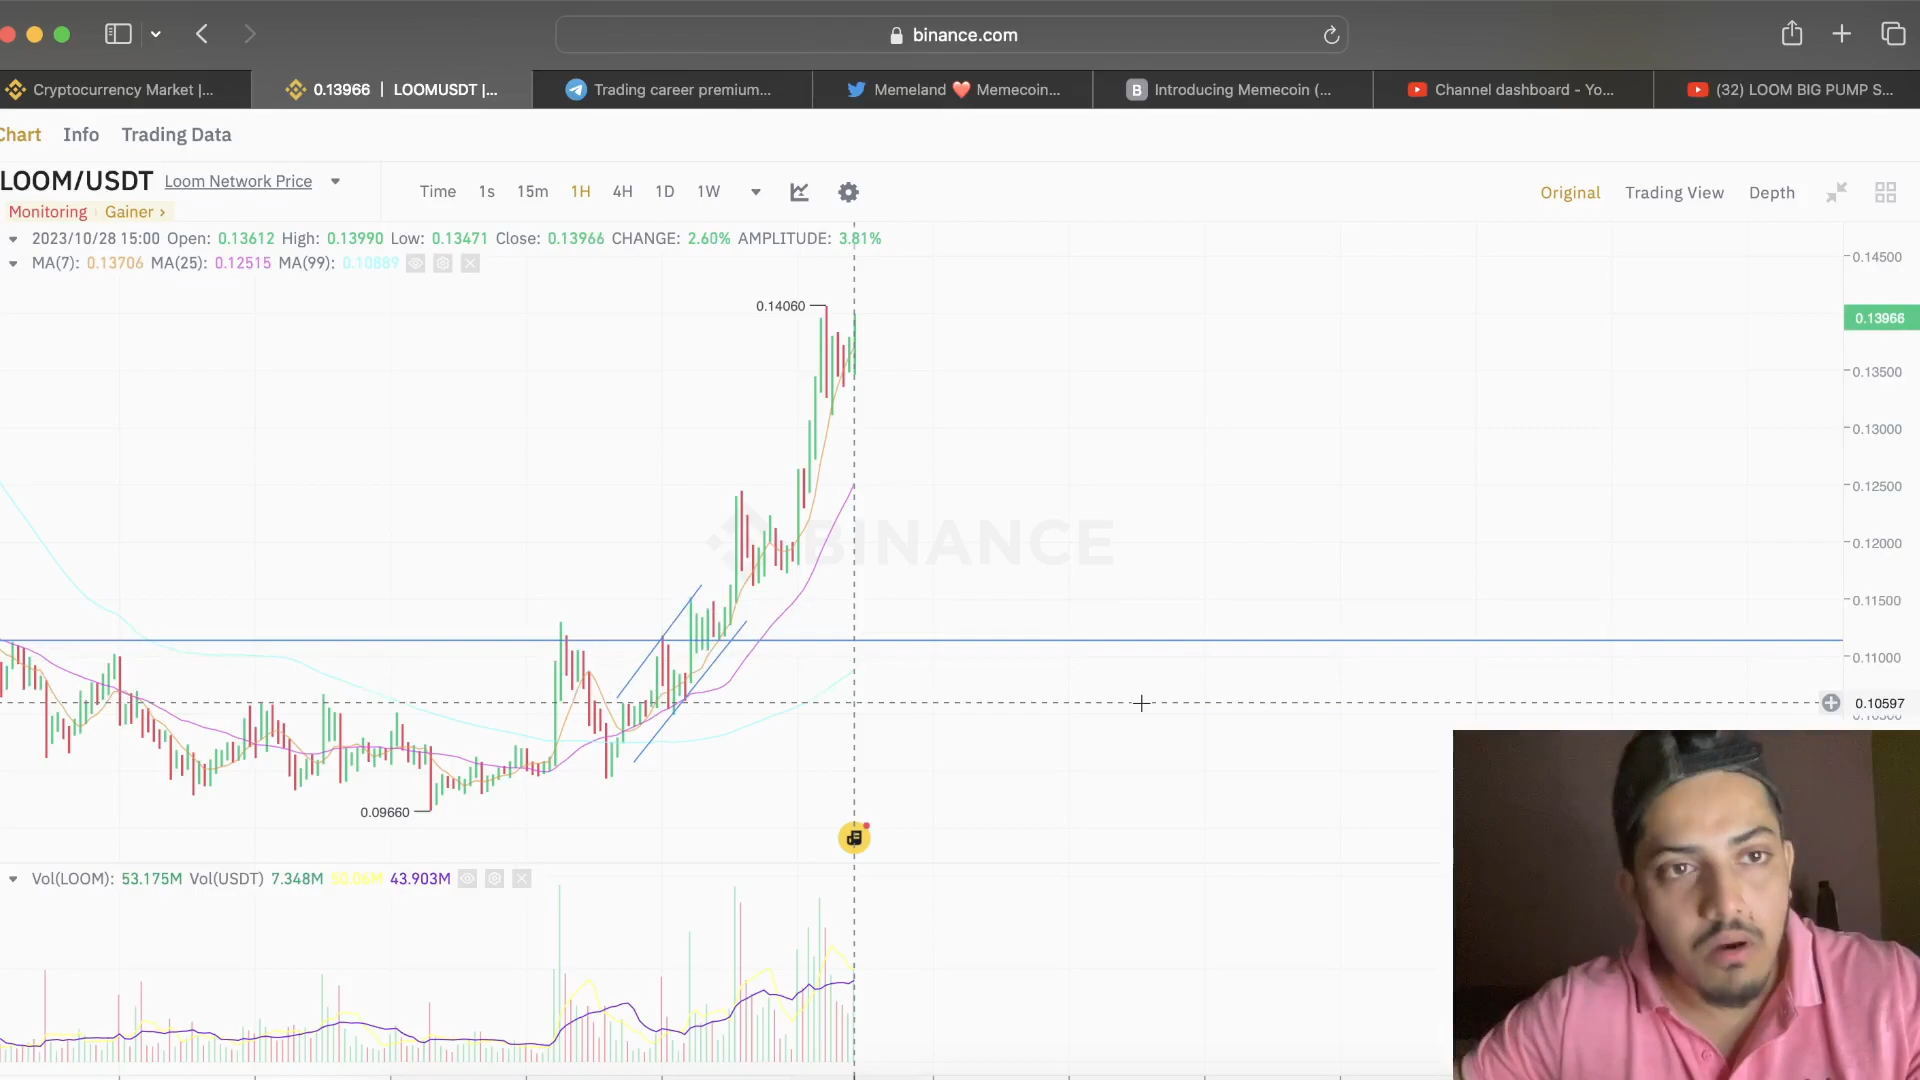 binance.com
Cryptocurrency Market |...
0.13966 | LOOMUSDT |...
Trading career premium...
Memeland ❤️ Memecoin...
B Introducing Memecoin (...
Channel dashboard - Yo...
(32) LOOM BIG PUMP S...
Chart Info Trading Data
LOOM/USDT Loom Network Price
Monitoring Gainer ›
Time 1s 15m 1H 4H 1D 1W
Original Trading View Depth
2023/10/28 15:00 Open: 0.13612 High: 0.13990 Low: 0.13471 Close: 0.13966 CHANGE: 2.60% AMPLITUDE: 3.81%
MA(7): 0.13706 MA(25): 0.12515 MA(99): 0.10889
0.14500
0.14060
0.13966
0.13500
0.13000
0.12500
BINANCE
0.12000
0.11500
0.11000
0.10597
0.10500
0.09660
Vol(LOOM): 53.175M Vol(USDT) 7.348M 43.903M